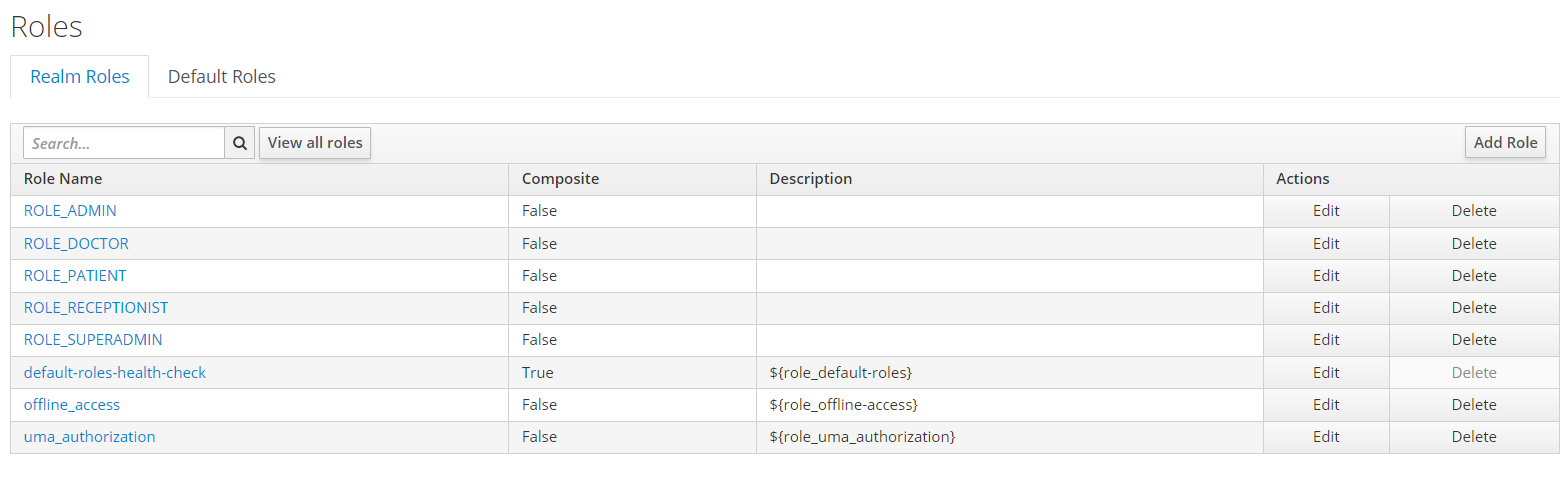 Roles
Realm Roles Default Roles
Search... View all roles Add Role
Role Name Composite Description Actions
ROLE_ADMIN False Edit Delete
ROLE_DOCTOR False Edit Delete
ROLE_PATIENT False Edit Delete
ROLE_RECEPTIONIST False Edit Delete
ROLE_SUPERADMIN False Edit Delete
default-roles-health-check True ${role_default-roles} Edit Delete
offline_access False ${role_offline-access} Edit Delete
uma_authorization False ${role_uma_authorization} Edit Delete